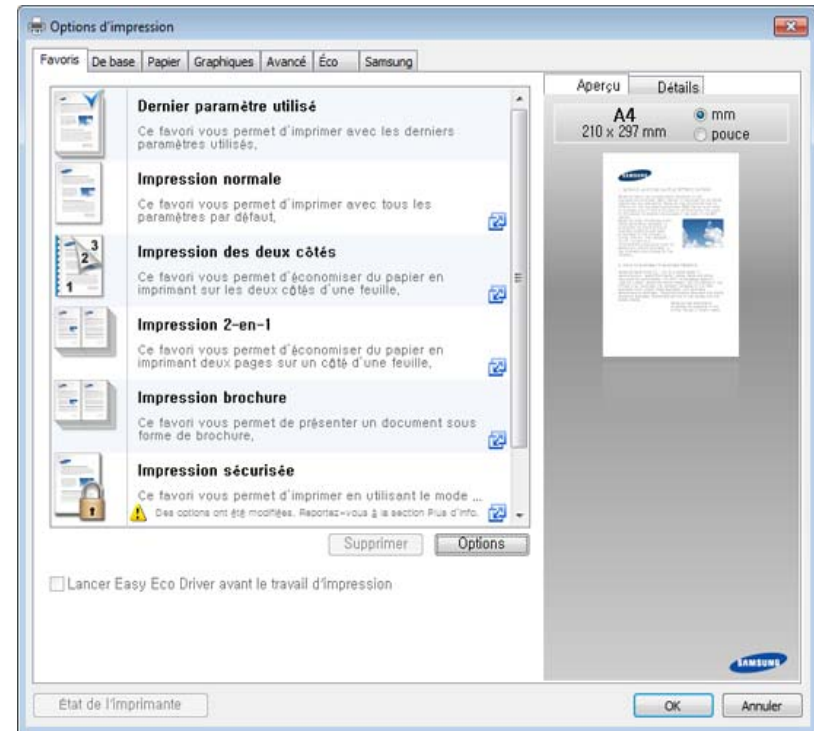 Options d'impression
Favoris De base Papier Graphiques Avancé Éco Samsung
Dernier paramètre utilisé
Ce favori vous permet d'imprimer avec les derniers
paramètres utilisés.
Impression normale
Ce favori vous permet d'imprimer avec tous les
paramètres par défaut.
1 2 3
Impression des deux côtés
Ce favori vous permet d'économiser du papier en
imprimant sur les deux côtés d'une feuille.
Impression 2-en-1
Ce favori vous permet d'économiser du papier en
imprimant deux pages sur un côté d'une feuille.
Impression brochure
Ce favori vous permet de présenter un document sous
forme de brochure.
Impression sécurisée
Ce favori vous permet d'imprimer en utilisant le mode ...
Des options ont été modifiées. Reportez-vous à la section Plus d'info.
Supprimer Options
Lancer Easy Eco Driver avant le travail d'impression
Aperçu Détails
A4
210 x 297 mm
mm
pouce
SAMSUNG
SAMSUNG
État de l'imprimante
OK Annuler